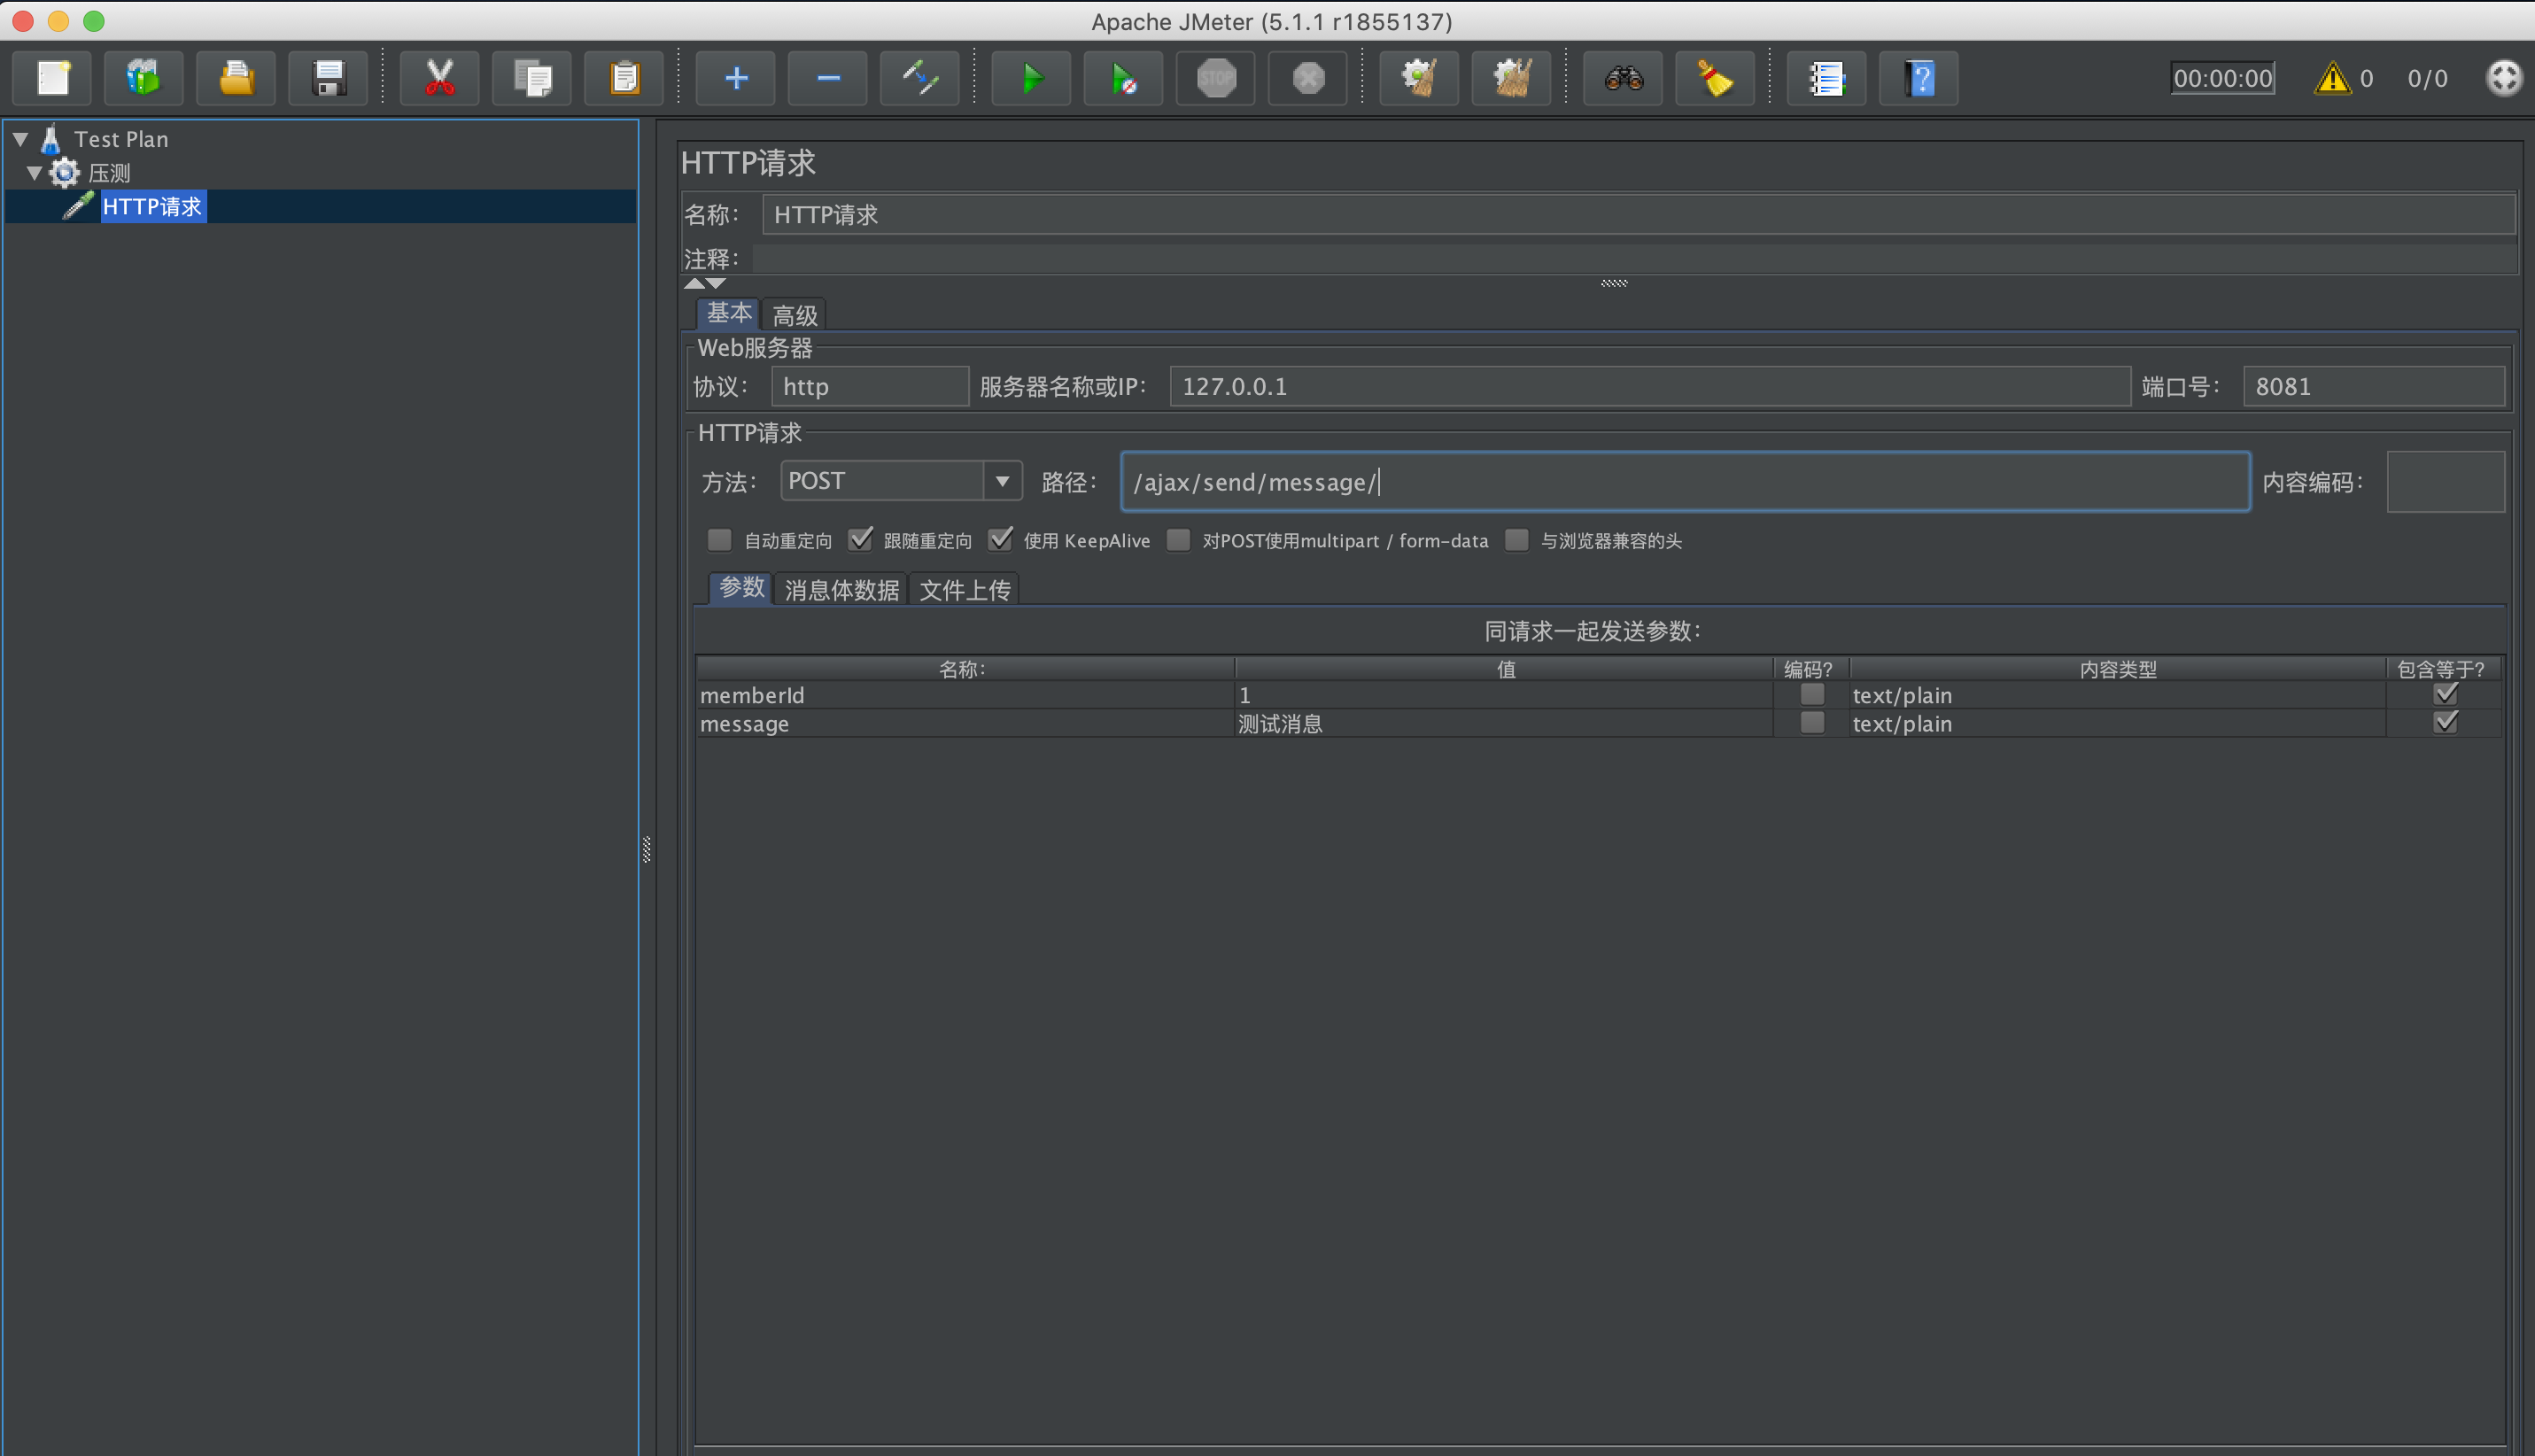 Apache JMeter (5.1.1 r1855137)
STOP
00:00:00 0 0/0
Test Plan
压测
HTTP请求
HTTP请求
名称： HTTP请求
注释：
基本 高级
Web服务器
协议： http 服务器名称或IP： 127.0.0.1 端口号： 8081
HTTP请求
方法： POST 路径： /ajax/send/message/ 内容编码：
自动重定向 跟随重定向 使用 KeepAlive 对POST使用multipart / form-data 与浏览器兼容的头
参数 消息体数据 文件上传
同请求一起发送参数：
名称： 值 编码? 内容类型 包含等于?
memberId 1 text/plain
message 测试消息 text/plain